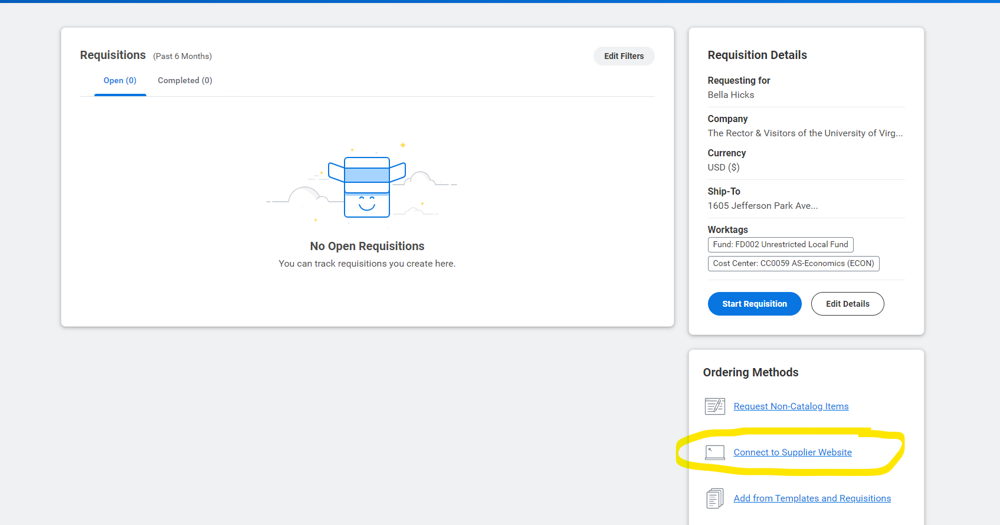 Requisitions (Past 6 Months)
Edit Filters
Open (0) Completed (0)
No Open Requisitions
You can track requisitions you create here.
Requisition Details
Requesting for
Bella Hicks
Company
The Rector & Visitors of the University of Virg...
Currency
USD ($)
Ship-To
1605 Jefferson Park Ave...
Worktags
Fund: FD002 Unrestricted Local Fund
Cost Center: CC0059 AS-Economics (ECON)
Start Requisition Edit Details
Ordering Methods
Request Non-Catalog Items
Connect to Supplier Website
Add from Templates and Requisitions